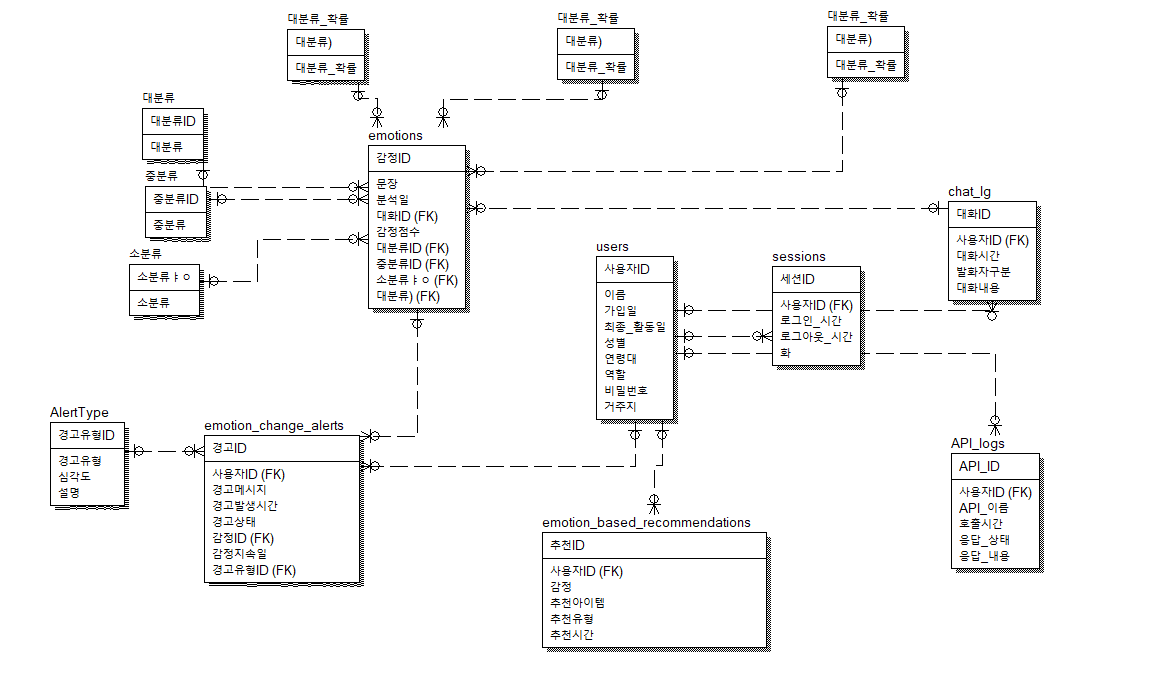 대분류_확률
대분류)
대분류_확률
대분류_확률
대분류)
대분류_확률
대분류_확률
대분류)
대분류_확률
대분류
대분류ID
대분류
중분류
중분류ID
중분류
소분류
소분류ㅑㅇ
소분류
emotions
감정ID
문장
분석일
대화ID (FK)
감정점수
대분류ID (FK)
중분류ID (FK)
소분류ㅑㅇ (FK)
대분류) (FK)
chat_lg
대화ID
사용자ID (FK)
대화시간
발화자구분
대화내용
users
사용자ID
이름
가입일
최종_활동일
성별
연령대
역할
비밀번호
거주지
sessions
세션ID
사용자ID (FK)
로그인_시간
로그아웃_시간
화
AlertType
경고유형ID
경고유형
심각도
설명
emotion_change_alerts
경고ID
사용자ID (FK)
경고메시지
경고발생시간
경고상태
감정ID (FK)
감정지속일
경고유형ID (FK)
emotion_based_recommendations
추천ID
사용자ID (FK)
감정
추천아이템
추천유형
추천시간
API_logs
API_ID
사용자ID (FK)
API_이름
호출시간
응답_상태
응답_내용